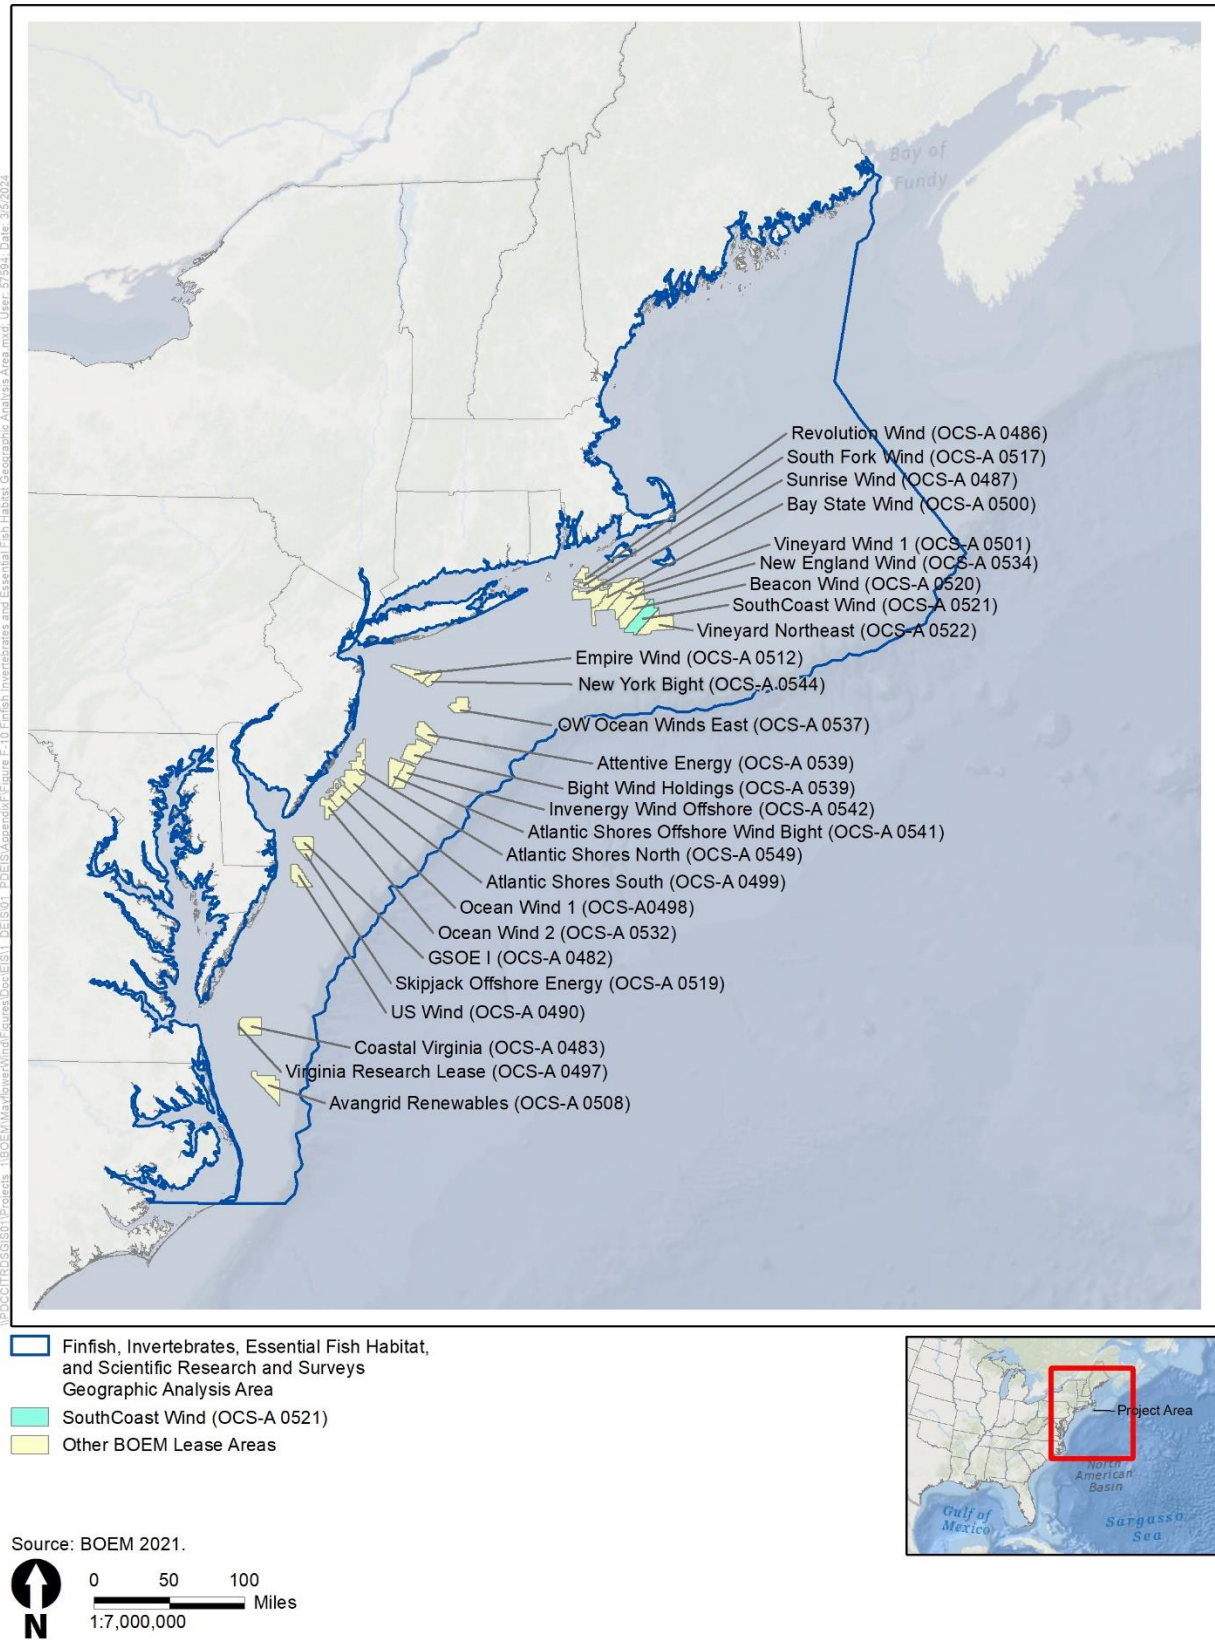 Bay of
Fundy
Revolution Wind (OCS-A 0486)
South Fork Wind (OCS-A 0517)
Sunrise Wind (OCS-A 0487)
Bay State Wind (OCS-A 0500)
Vineyard Wind 1 (OCS-A 0501)
New England Wind (OCS-A 0534)
Beacon Wind (OCS-A 0520)
SouthCoast Wind (OCS-A 0521)
Vineyard Northeast (OCS-A 0522)
Empire Wind (OCS-A 0512)
New York Bight (OCS-A 0544)
OW Ocean Winds East (OCS-A 0537)
Attentive Energy (OCS-A 0539)
Bight Wind Holdings (OCS-A 0539)
Invenergy Wind Offshore (OCS-A 0542)
Atlantic Shores Offshore Wind Bight (OCS-A 0541)
Atlantic Shores North (OCS-A 0549)
Atlantic Shores South (OCS-A 0499)
Ocean Wind 1 (OCS-A0498)
Ocean Wind 2 (OCS-A 0532)
GSOE I (OCS-A 0482)
Skipjack Offshore Energy (OCS-A 0519)
US Wind (OCS-A 0490)
Coastal Virginia (OCS-A 0483)
Virginia Research Lease (OCS-A 0497)
Avangrid Renewables (OCS-A 0508)
Finfish, Invertebrates, Essential Fish Habitat,
and Scientific Research and Surveys
Geographic Analysis Area
SouthCoast Wind (OCS-A 0521)
Other BOEM Lease Areas
Project Area
North
American
Basin
Gulf of
Mexico
Sargasso
Sea
Source: BOEM 2021.
0 50 100
Miles
1:7,000,000
N